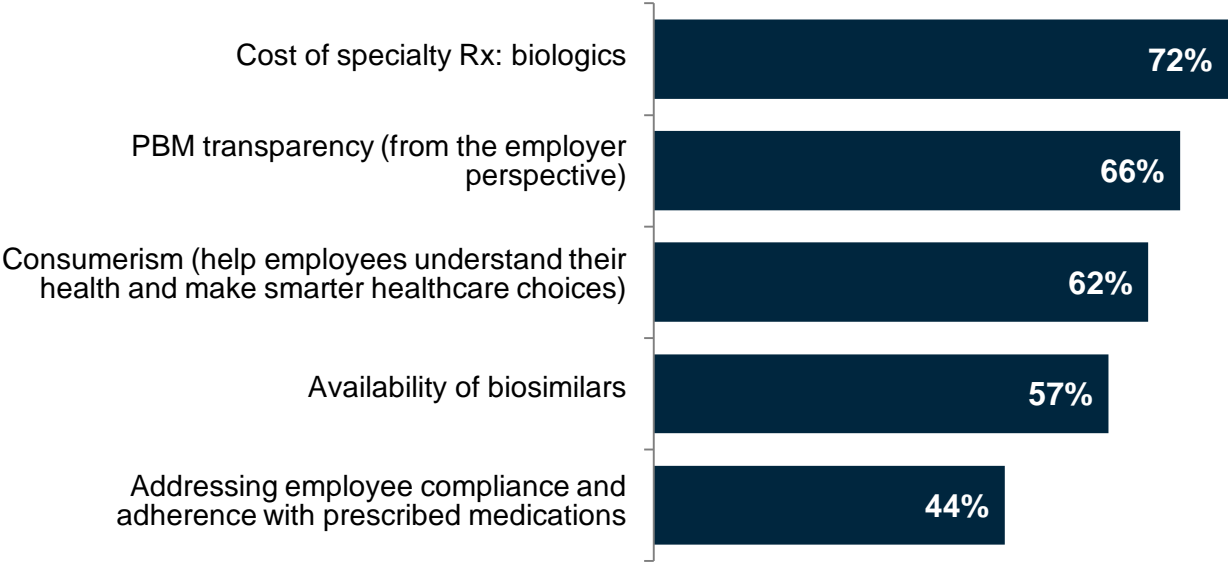 Cost of specialty Rx: biologics
72%
PBM transparency (from the employer
perspective)
66%
Consumerism (help employees understand their
health and make smarter healthcare choices)
62%
Availability of biosimilars
57%
Addressing employee compliance and
adherence with prescribed medications
44%